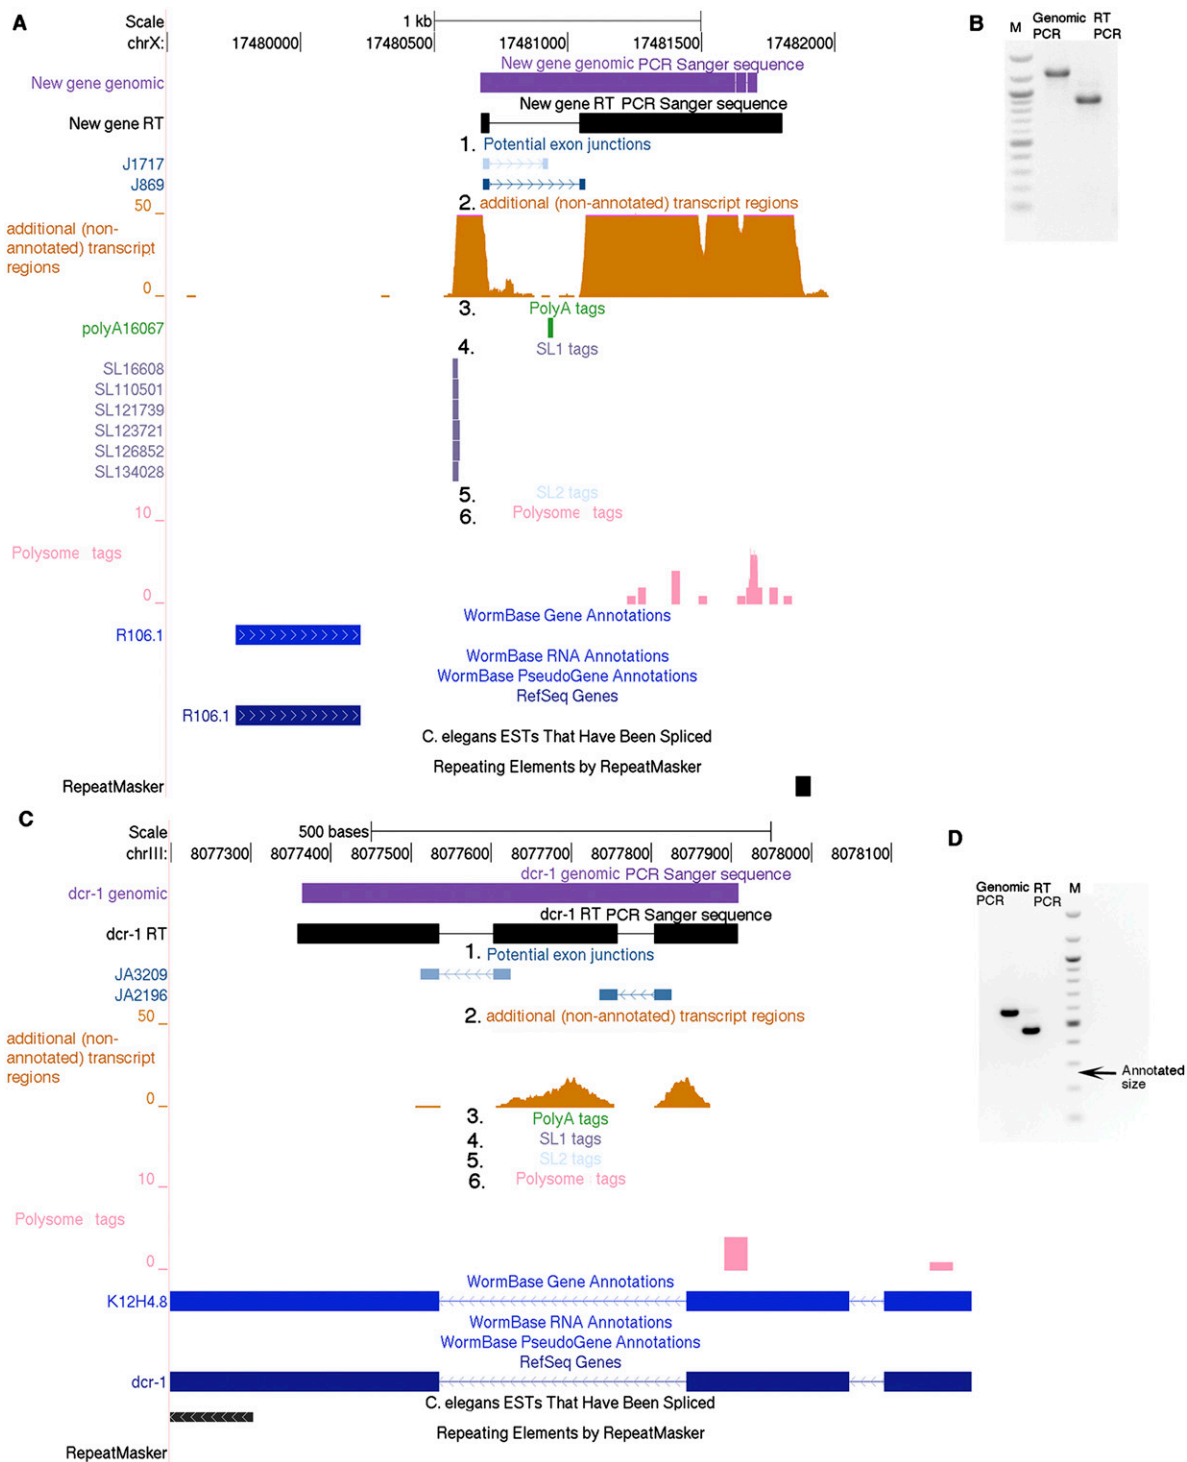 A
Scale 1 kb
chrX: 17480000 17480500 17481000 17481500 17482000
New gene genomic PCR Sanger sequence
New gene genomic
New gene RT PCR Sanger sequence
New gene RT
1. Potential exon junctions
J1717
J869
2. additional (non-annotated) transcript regions
50
additional (non-
annotated) transcript
regions
0
3. PolyA tags
polyA16067
4. SL1 tags
SL16608
SL110501
SL121739
SL123721
SL126852
SL134028
5. SL2 tags
6. Polysome tags
10
Polysome tags
0
WormBase Gene Annotations
R106.1
WormBase RNA Annotations
WormBase PseudoGene Annotations
RefSeq Genes
R106.1
C. elegans ESTs That Have Been Spliced
Repeating Elements by RepeatMasker
RepeatMasker
B
M
Genomic
PCR
RT
PCR
C
Scale 500 bases
chrIII: 8077300 8077400 8077500 8077600 8077700 8077800 8077900 8078000 8078100
dcr-1 genomic PCR Sanger sequence
dcr-1 genomic
dcr-1 RT PCR Sanger sequence
dcr-1 RT
1. Potential exon junctions
JA3209
JA2196
2. additional (non-annotated) transcript regions
50
additional (non-
annotated) transcript
regions
0
3. PolyA tags
4. SL1 tags
5. SL2 tags
6. Polysome tags
10
Polysome tags
0
WormBase Gene Annotations
K12H4.8
WormBase RNA Annotations
WormBase PseudoGene Annotations
RefSeq Genes
dcr-1
C. elegans ESTs That Have Been Spliced
Repeating Elements by RepeatMasker
RepeatMasker
D
Genomic
PCR
RT
PCR
M
Annotated
size